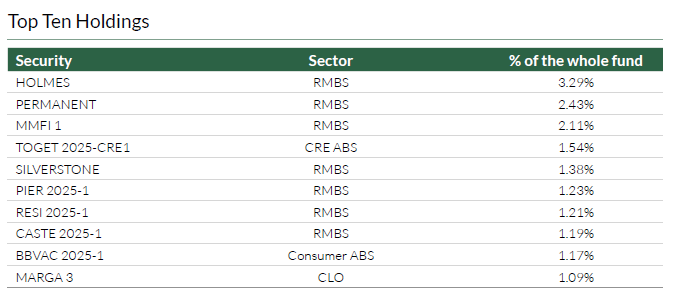 Top Ten Holdings
Security Sector % of the whole fund
HOLMES RMBS 3.29%
PERMANENT RMBS 2.43%
MMFI 1 RMBS 2.11%
TOGET 2025-CRE1 CRE ABS 1.54%
SILVERSTONE RMBS 1.38%
PIER 2025-1 RMBS 1.23%
RESI 2025-1 RMBS 1.21%
CASTE 2025-1 RMBS 1.19%
BBVAC 2025-1 Consumer ABS 1.17%
MARGA 3 CLO 1.09%